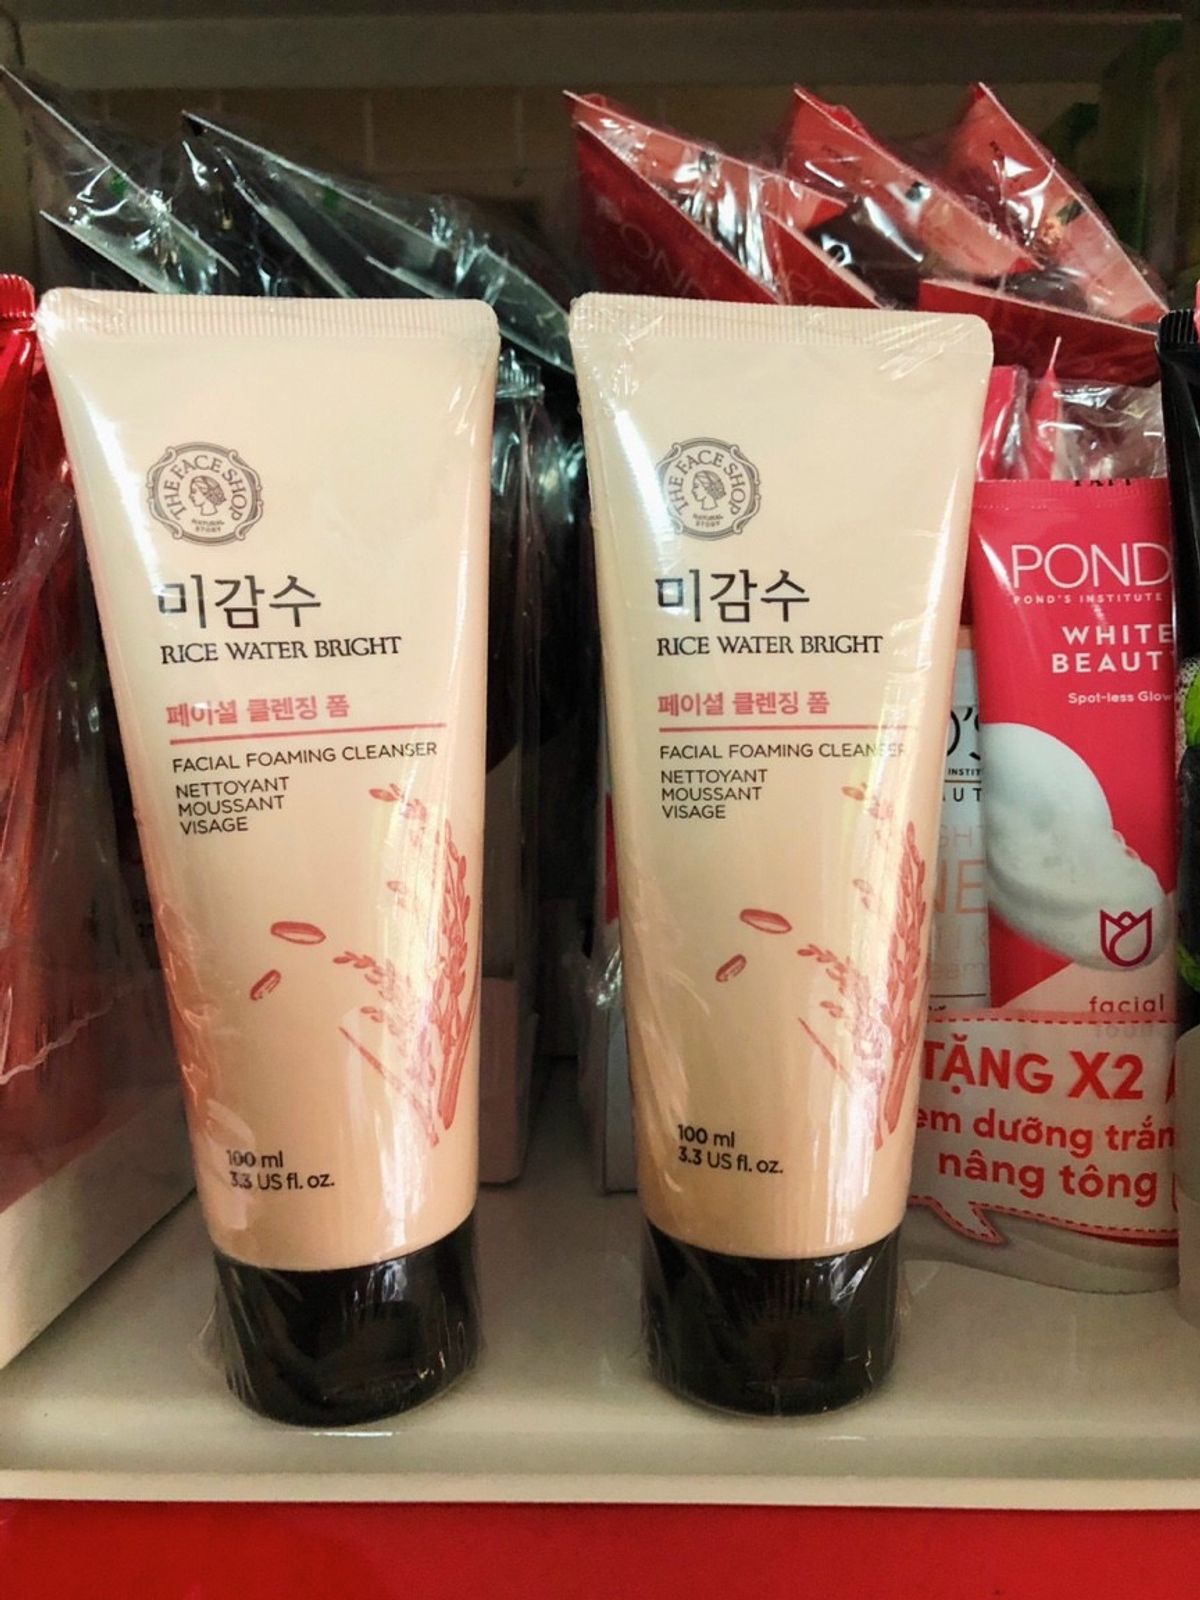 THE FACE SHOP
NATURAL
STORY
미감수
RICE WATER BRIGHT
페이셜 클렌징 폼
FACIAL FOAMING CLEANSER
NETTOYANT
MOUSSANT
VISAGE
100 ml
3.3 US fl. oz.
THE FACE SHOP
NATURAL
STORY
미감수
RICE WATER BRIGHT
페이셜 클렌징 폼
FACIAL FOAMING CLEANSER
NETTOYANT
MOUSSANT
VISAGE
100 ml
3.3 US fl. oz.
POND
POND'S INSTITUTE
WHITE
BEAUT
Spot-less Glow
facial
TẶNG X2
em dưỡng trắn
nâng tông